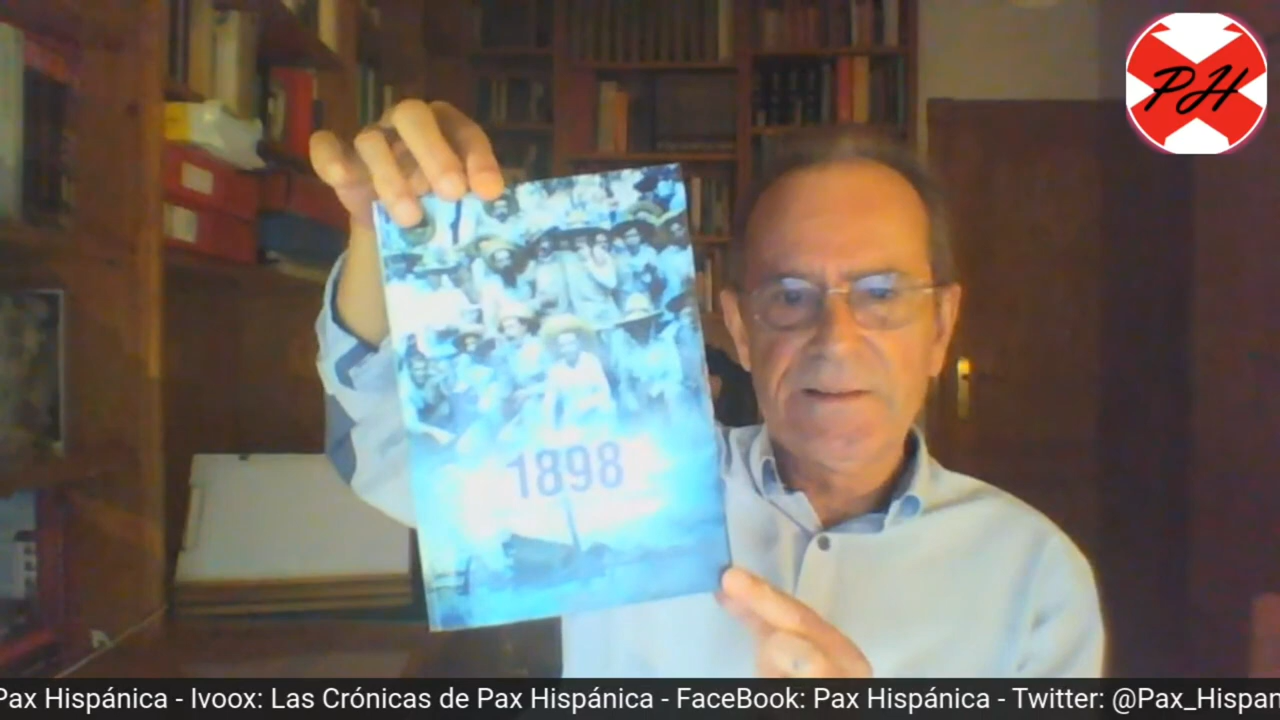 PH
1898
Pax Hispánica - Ivoox: Las Crónicas de Pax Hispánica - FaceBook: Pax Hispánica - Twitter: @Pax_Hispan